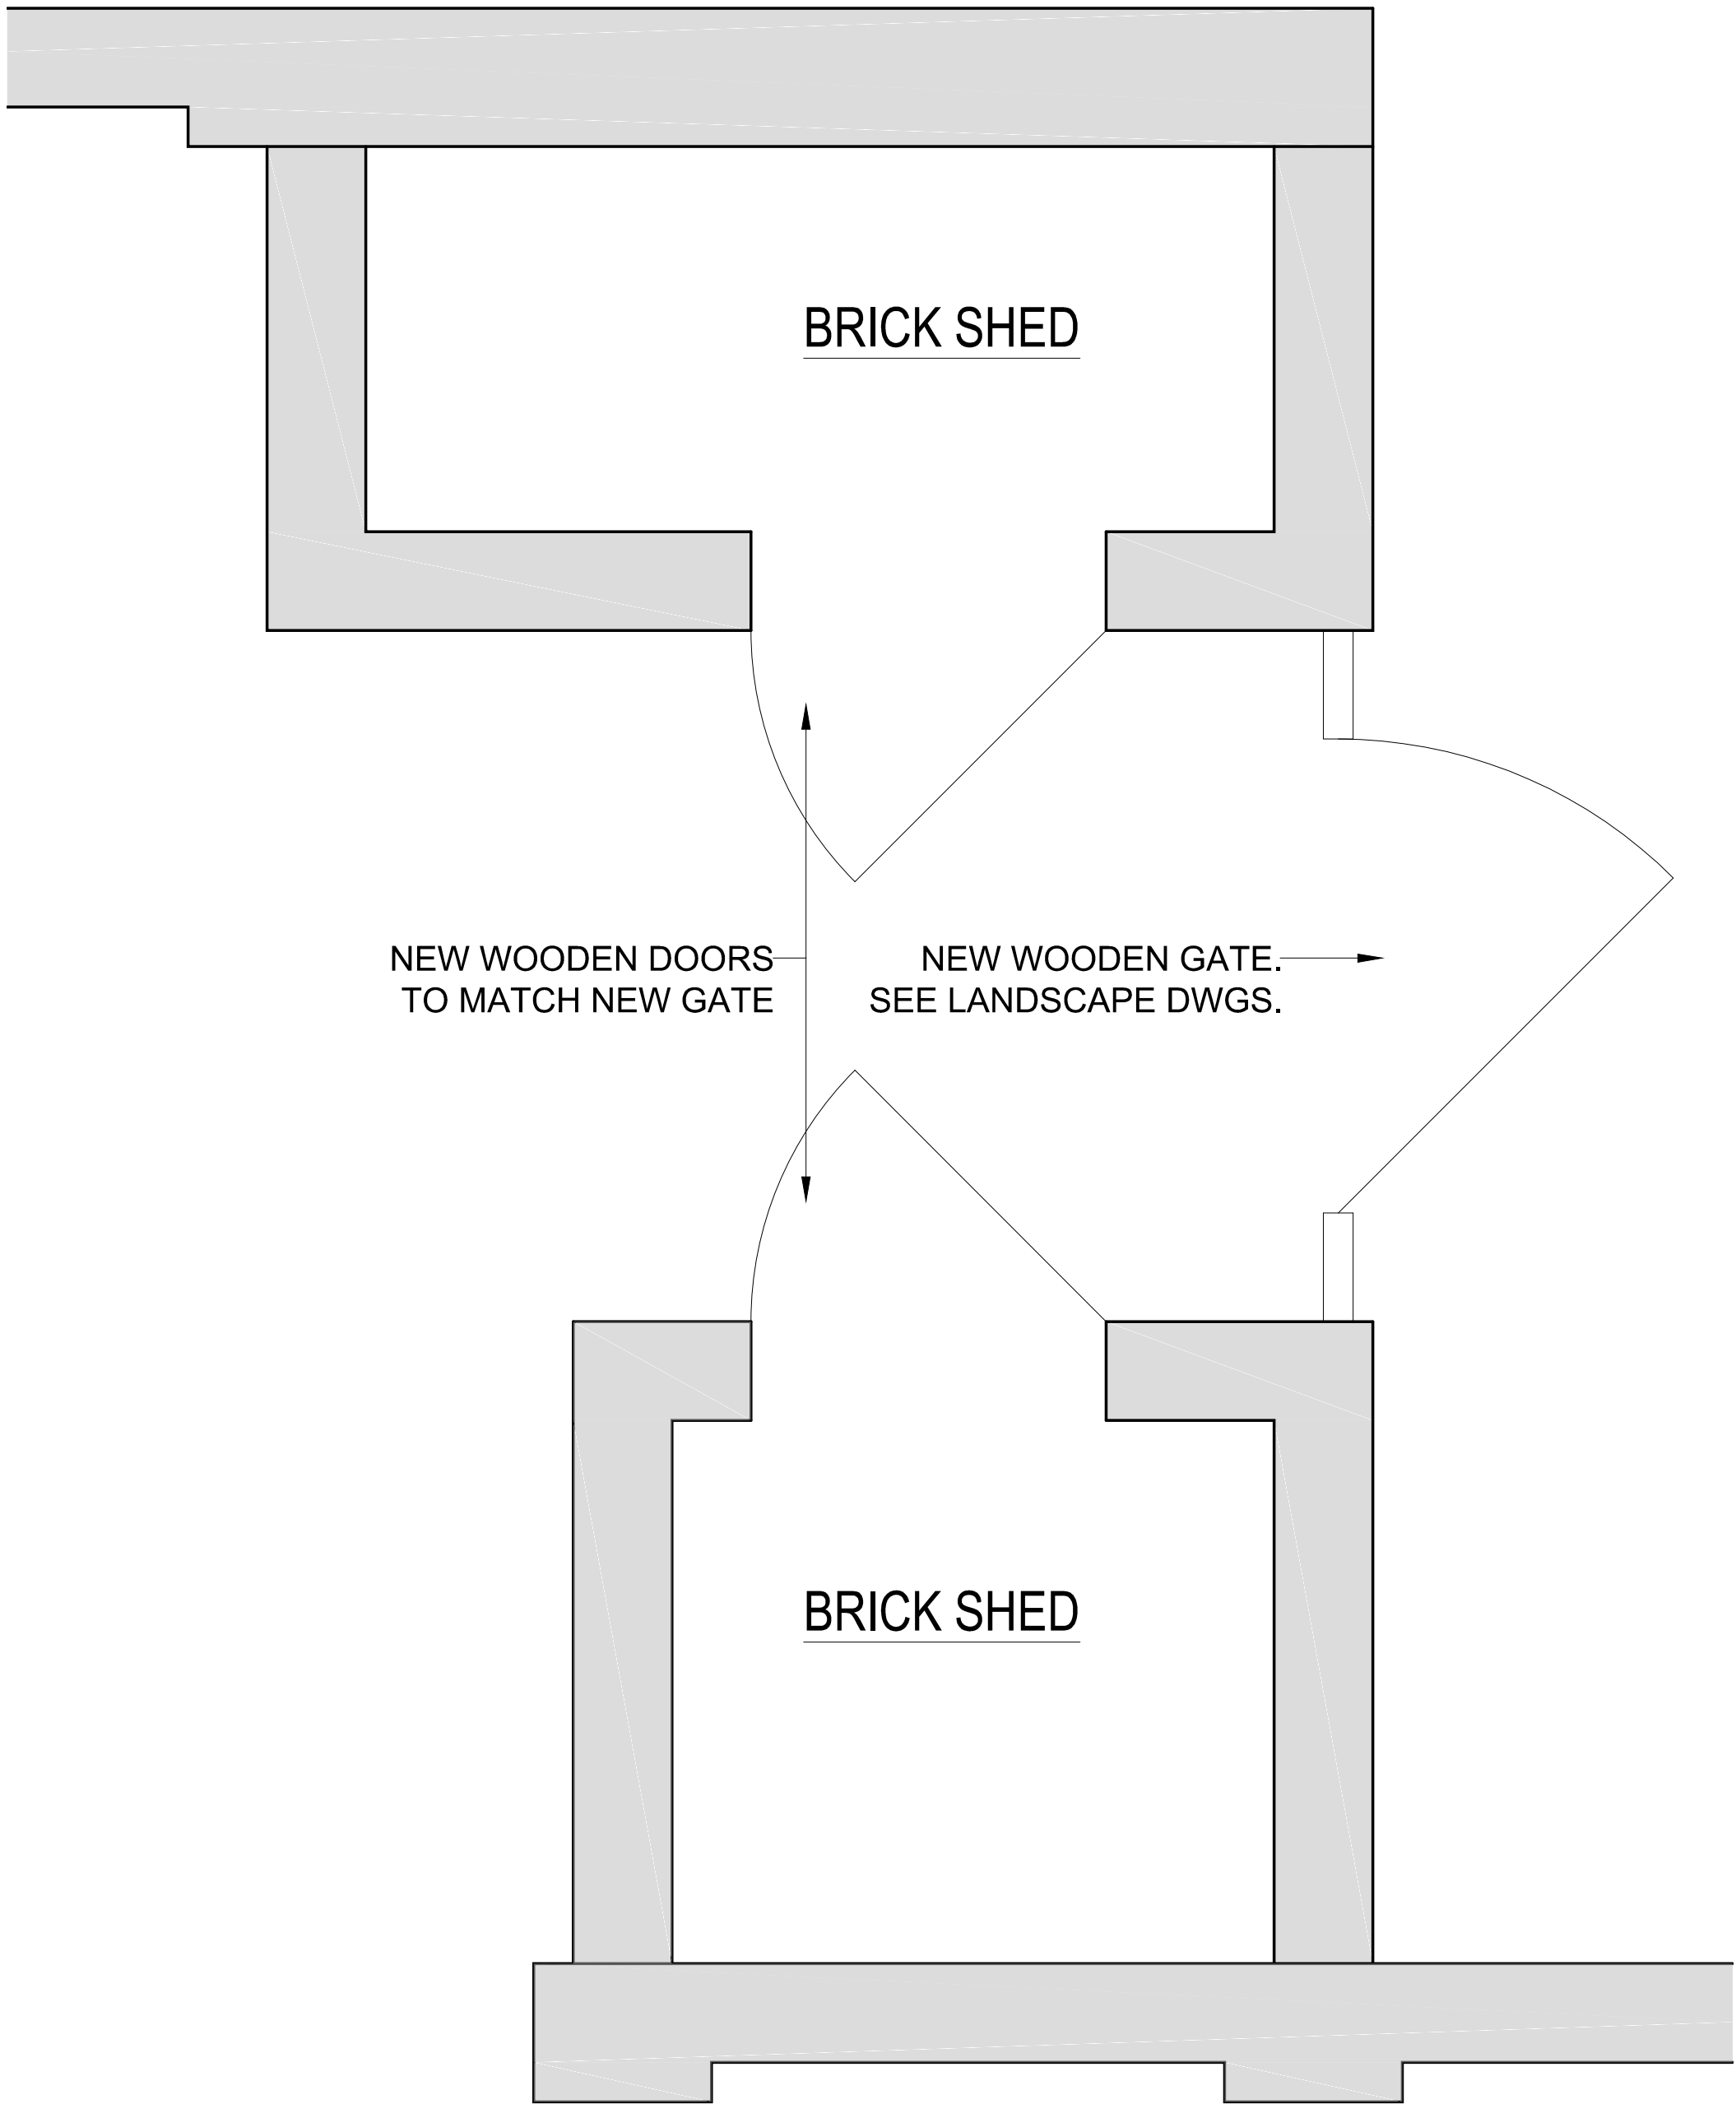 BRICK SHED
NEW WOODEN DOORS
TO MATCH NEW GATE
NEW WOODEN GATE.
SEE LANDSCAPE DWGS.
BRICK SHED